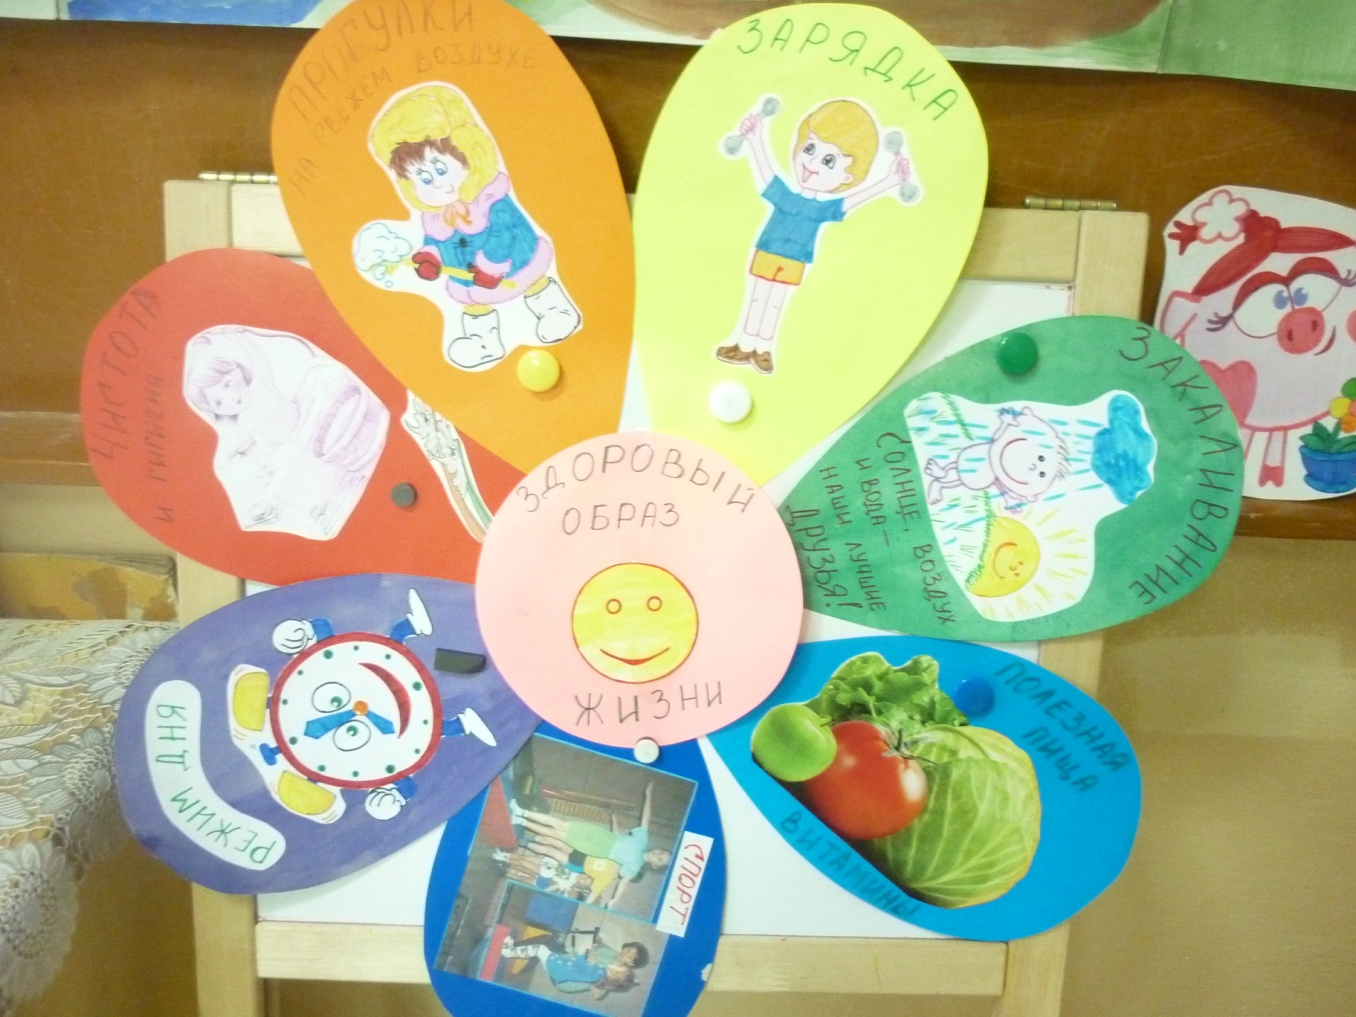 ЗДОРОВЫЙ
ОБРАЗ
ЖИЗНИ
ПРОГУЛКИ
НА СВЕЖЕМ ВОЗДУХЕ
ЗАРЯДКА
ЗАКАЛИВАНИЕ
СОЛНЦЕ, ВОЗДУХ
И ВОДА —
НАШИ ЛУЧШИЕ
ДРУЗЬЯ!
ПОЛЕЗНАЯ
ПИЩА
ВИТАМИНЫ
СПОРТ
РЕЖИМ ДНЯ
ЧИСТОТА
И ГИГИЕНА